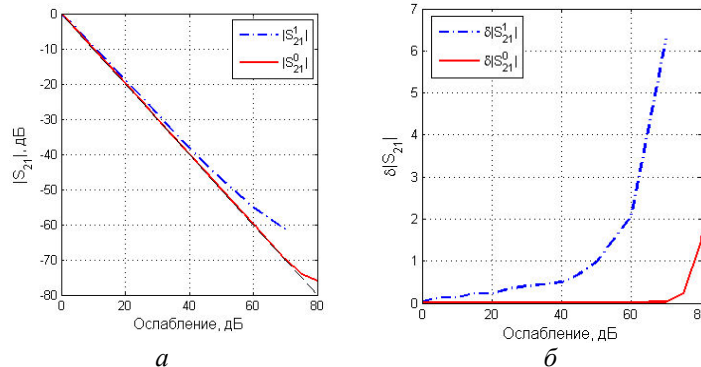 0
-10
-20
-30
-40
-50
-60
-70
-80
|S21|, дБ
|S¹21|
|S⁰21|
0 20 40 60 80
Ослабление, дБ
а
7
6
5
4
3
2
1
0
δ|S21|
δ|S¹21|
δ|S⁰21|
0 20 40 60 80
Ослабление, дБ
б